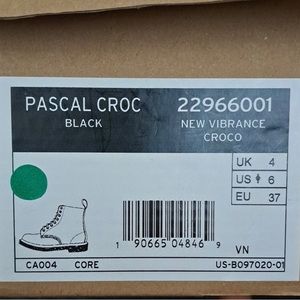 PASCAL CROC 22966001
BLACK NEW VIBRANCE
CROCO
UK 4
US 6
EU 37
1 90665 04846 9
VN
CA004 CORE US-B097020-01